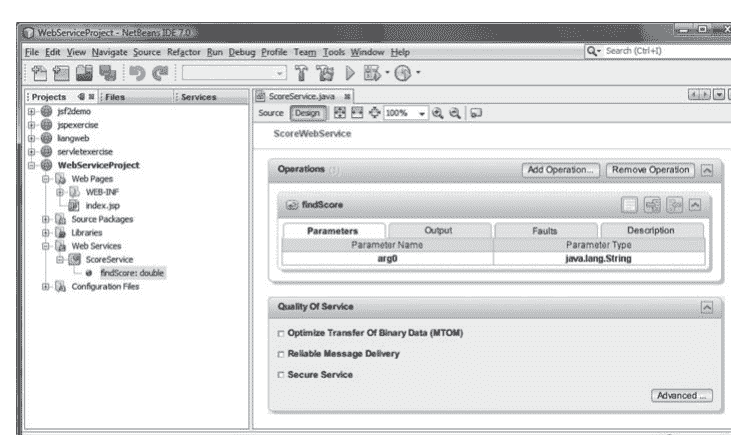 WebServiceProject - NetBeans IDE 7.0
File Edit View Navigate Source Refactor Run Debug Profile Team Tools Window Help
Search (Ctrl+I)
Projects
Files
Services
jsf2demo
jspexercise
liangweb
servletexercise
WebServiceProject
Web Pages
WEB-INF
index.jsp
Source Packages
Libraries
Web Services
ScoreService
findScore: double
Configuration Files
ScoreService.java
Source Design 100%
ScoreWebService
Operations (1) Add Operation... Remove Operation
findScore
Parameters Output Faults Description
Parameter Name Parameter Type
arg0 java.lang.String
Quality Of Service
Optimize Transfer Of Binary Data (MTOM)
Reliable Message Delivery
Secure Service
Advanced ...